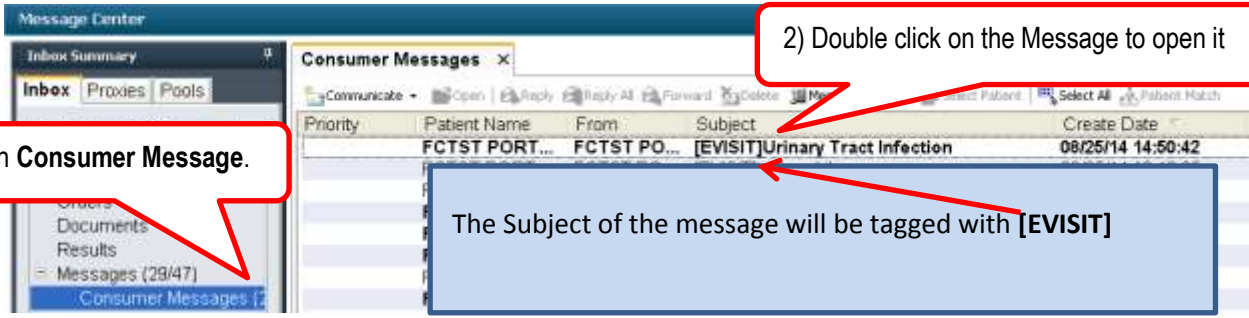 Message Center
2) Double click on the Message to open it
Inbox Summary
Consumer Messages ×
Inbox Proxies Pools
Communicate Open Reply Reply All Forward Delete Select Patient Select All Patient Match
Priority Patient Name From Subject Create Date
FCTST PORT... FCTST PO... [EVISIT]Urinary Tract Infection 08/25/14 14:50:42
Consumer Message.
The Subject of the message will be tagged with [EVISIT]
Orders
Documents
Results
Messages (29/47)
Consumer Messages (2